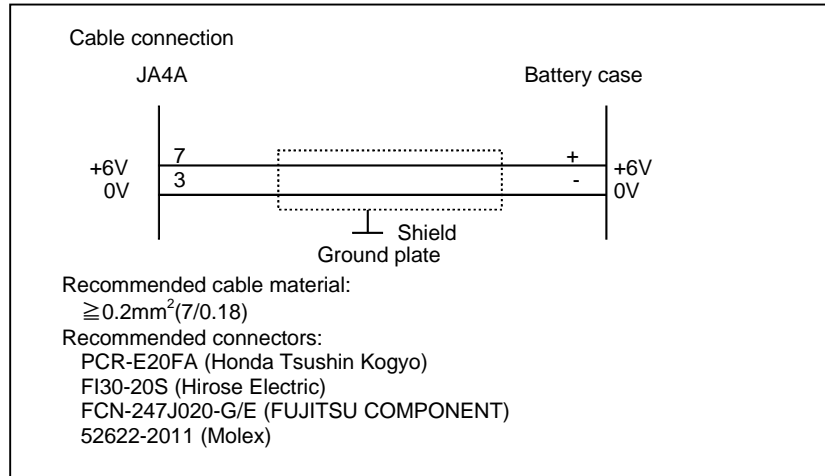 Cable connection
JA4A Battery case
7 +
+6V +6V
3 -
0V 0V
Shield
Ground plate
Recommended cable material:
≧0.2mm²(7/0.18)
Recommended connectors:
PCR-E20FA (Honda Tsushin Kogyo)
FI30-20S (Hirose Electric)
FCN-247J020-G/E (FUJITSU COMPONENT)
52622-2011 (Molex)